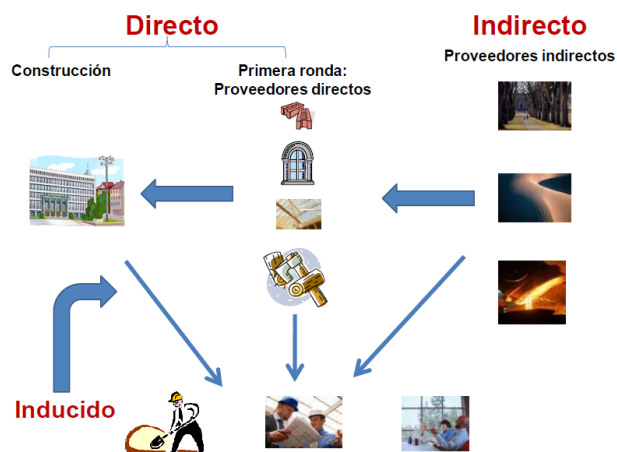 Directo
Indirecto
Proveedores indirectos
Construcción
Primera ronda:
Proveedores directos
Inducido